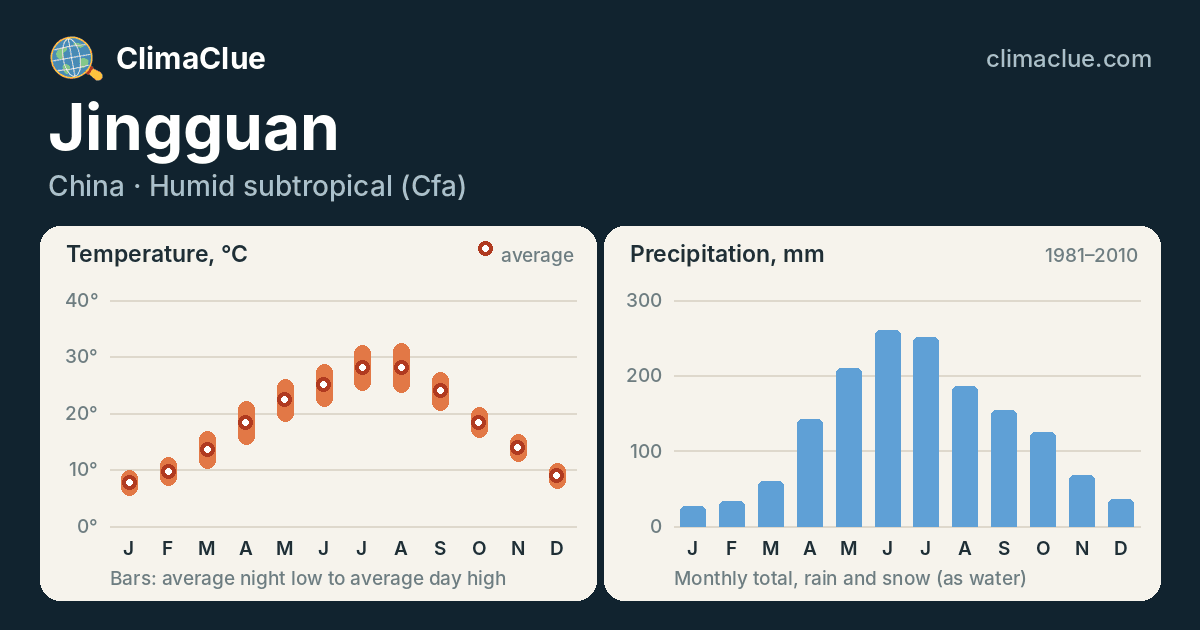 ClimaClue
climaclue.com
Jingguan
China · Humid subtropical (Cfa)
Temperature, °C
average
40°
30°
20°
10°
0°
J F M A M J J A S O N D
Bars: average night low to average day high
Precipitation, mm
1981–2010
300
200
100
0
J F M A M J J A S O N D
Monthly total, rain and snow (as water)